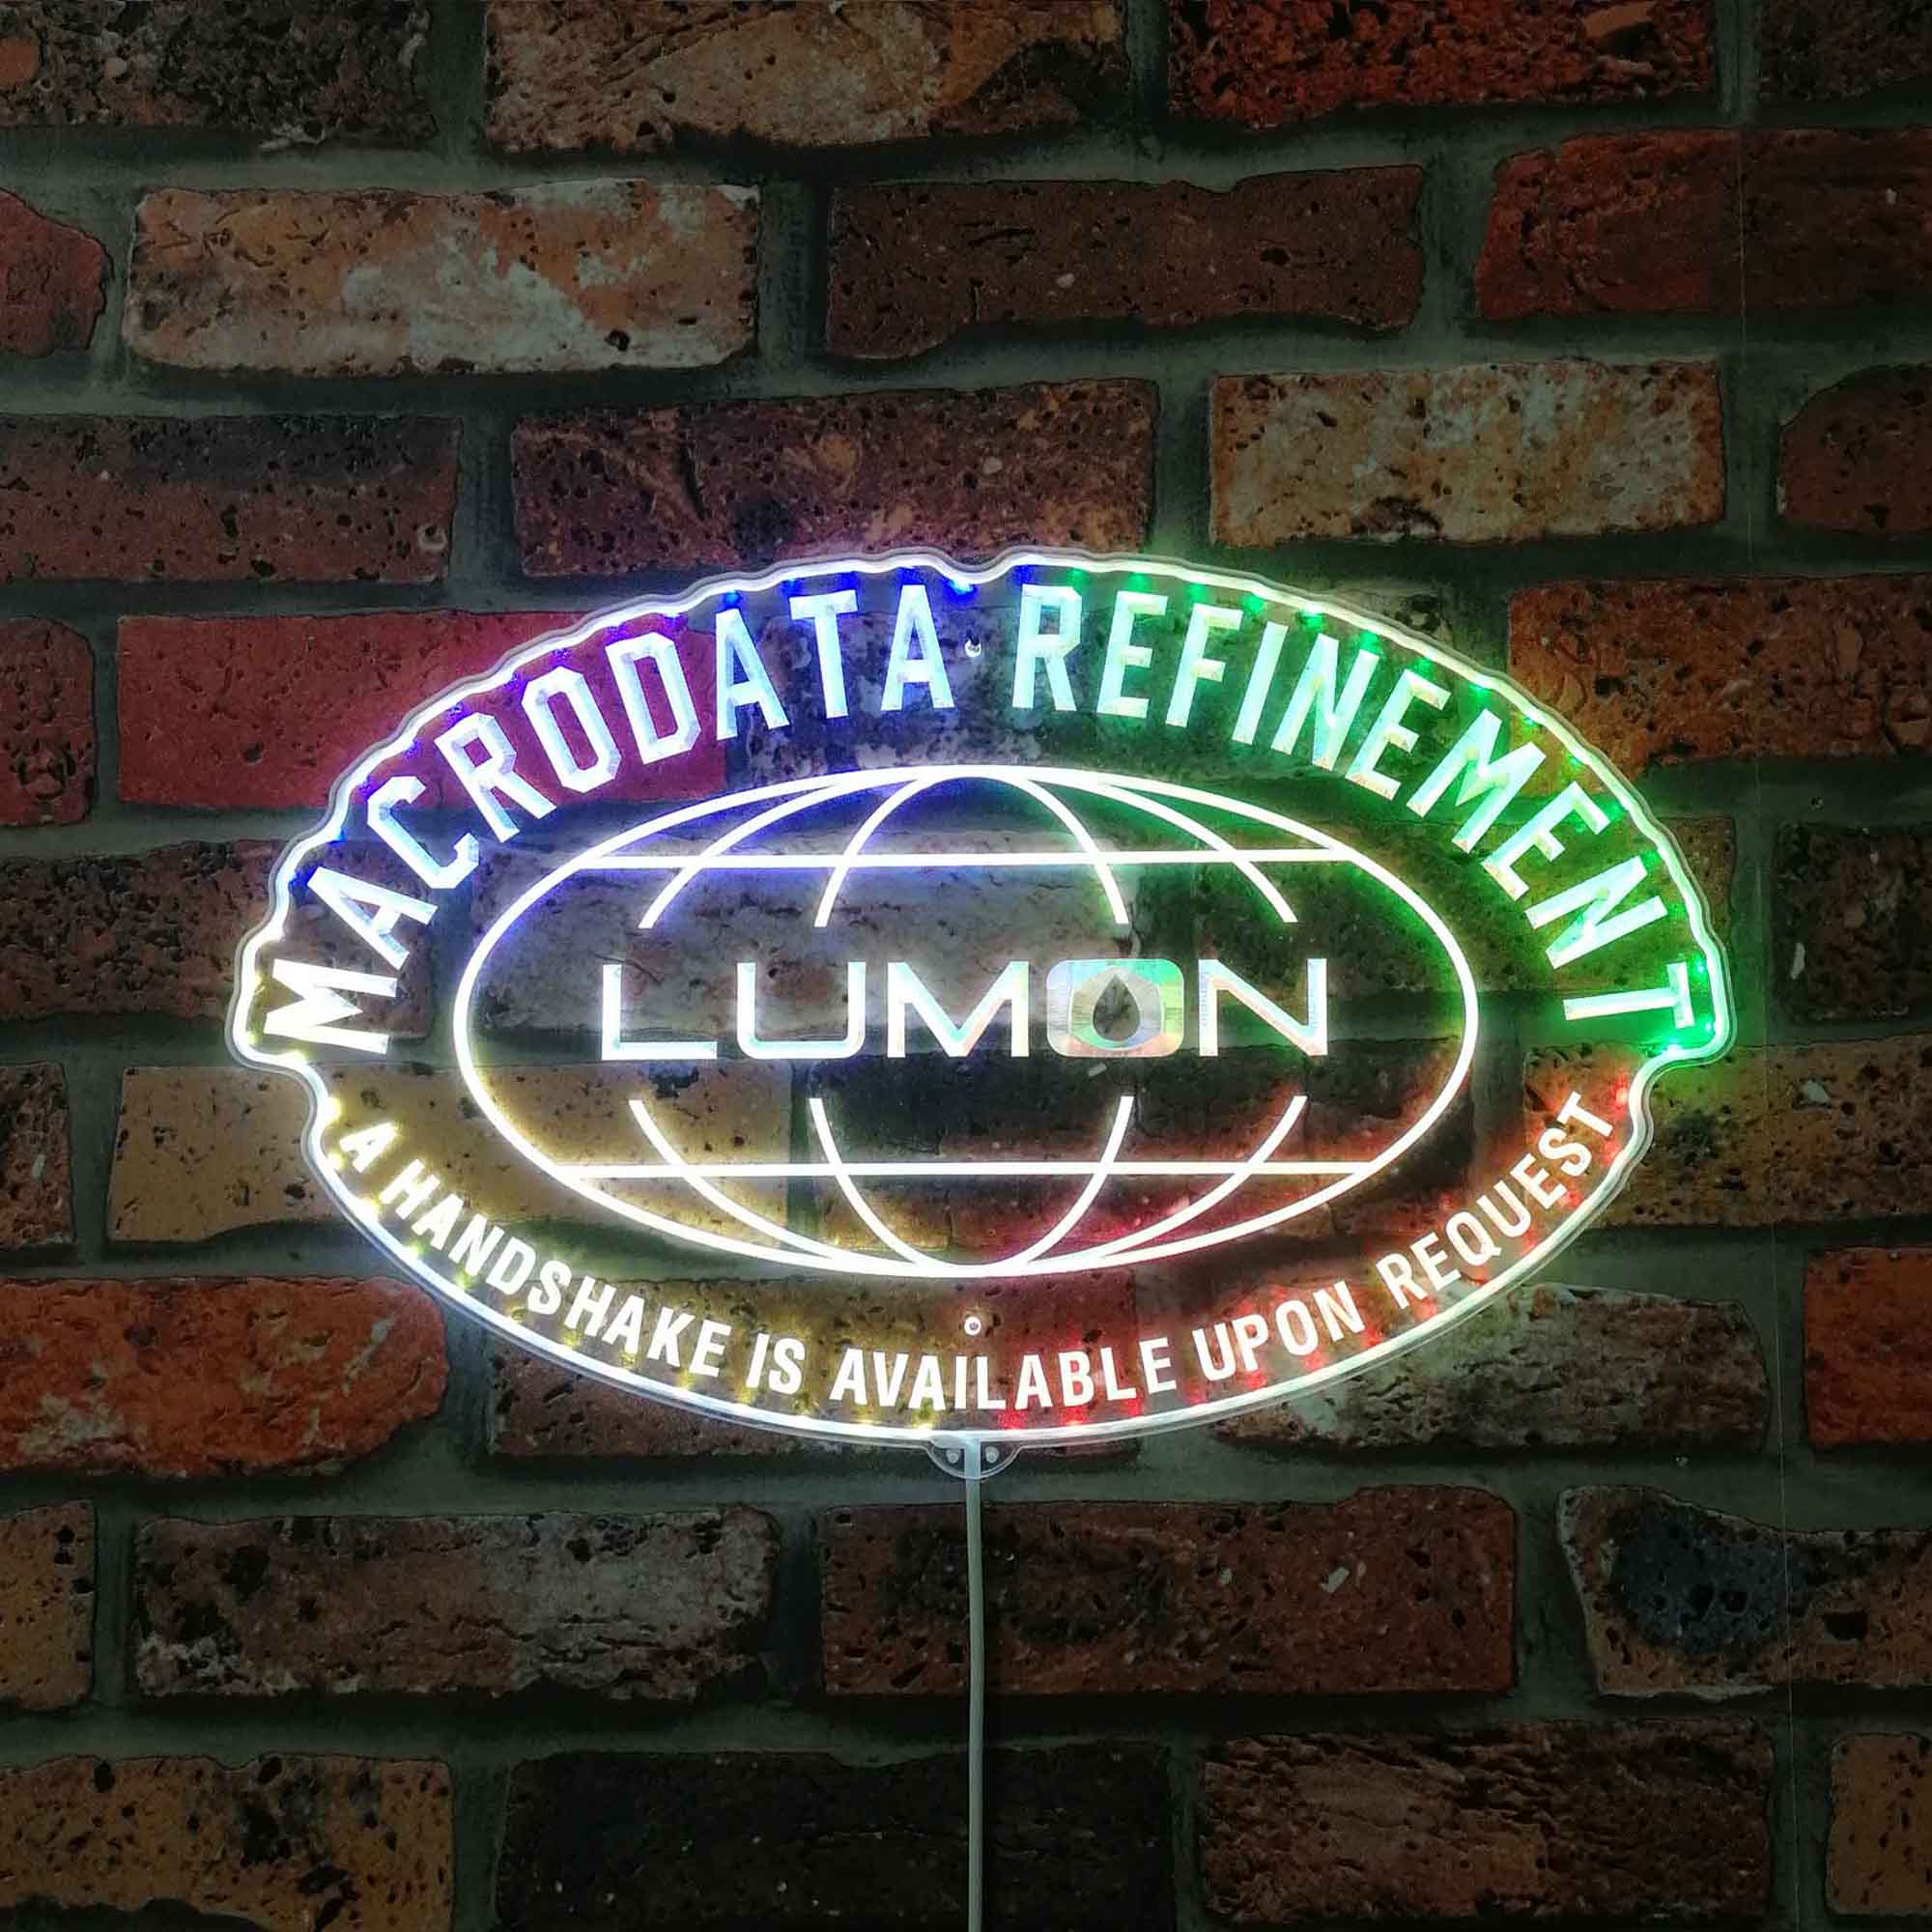 MACRODATA REFINEMENT
LUMON
A HANDSHAKE IS AVAILABLE UPON REQUEST